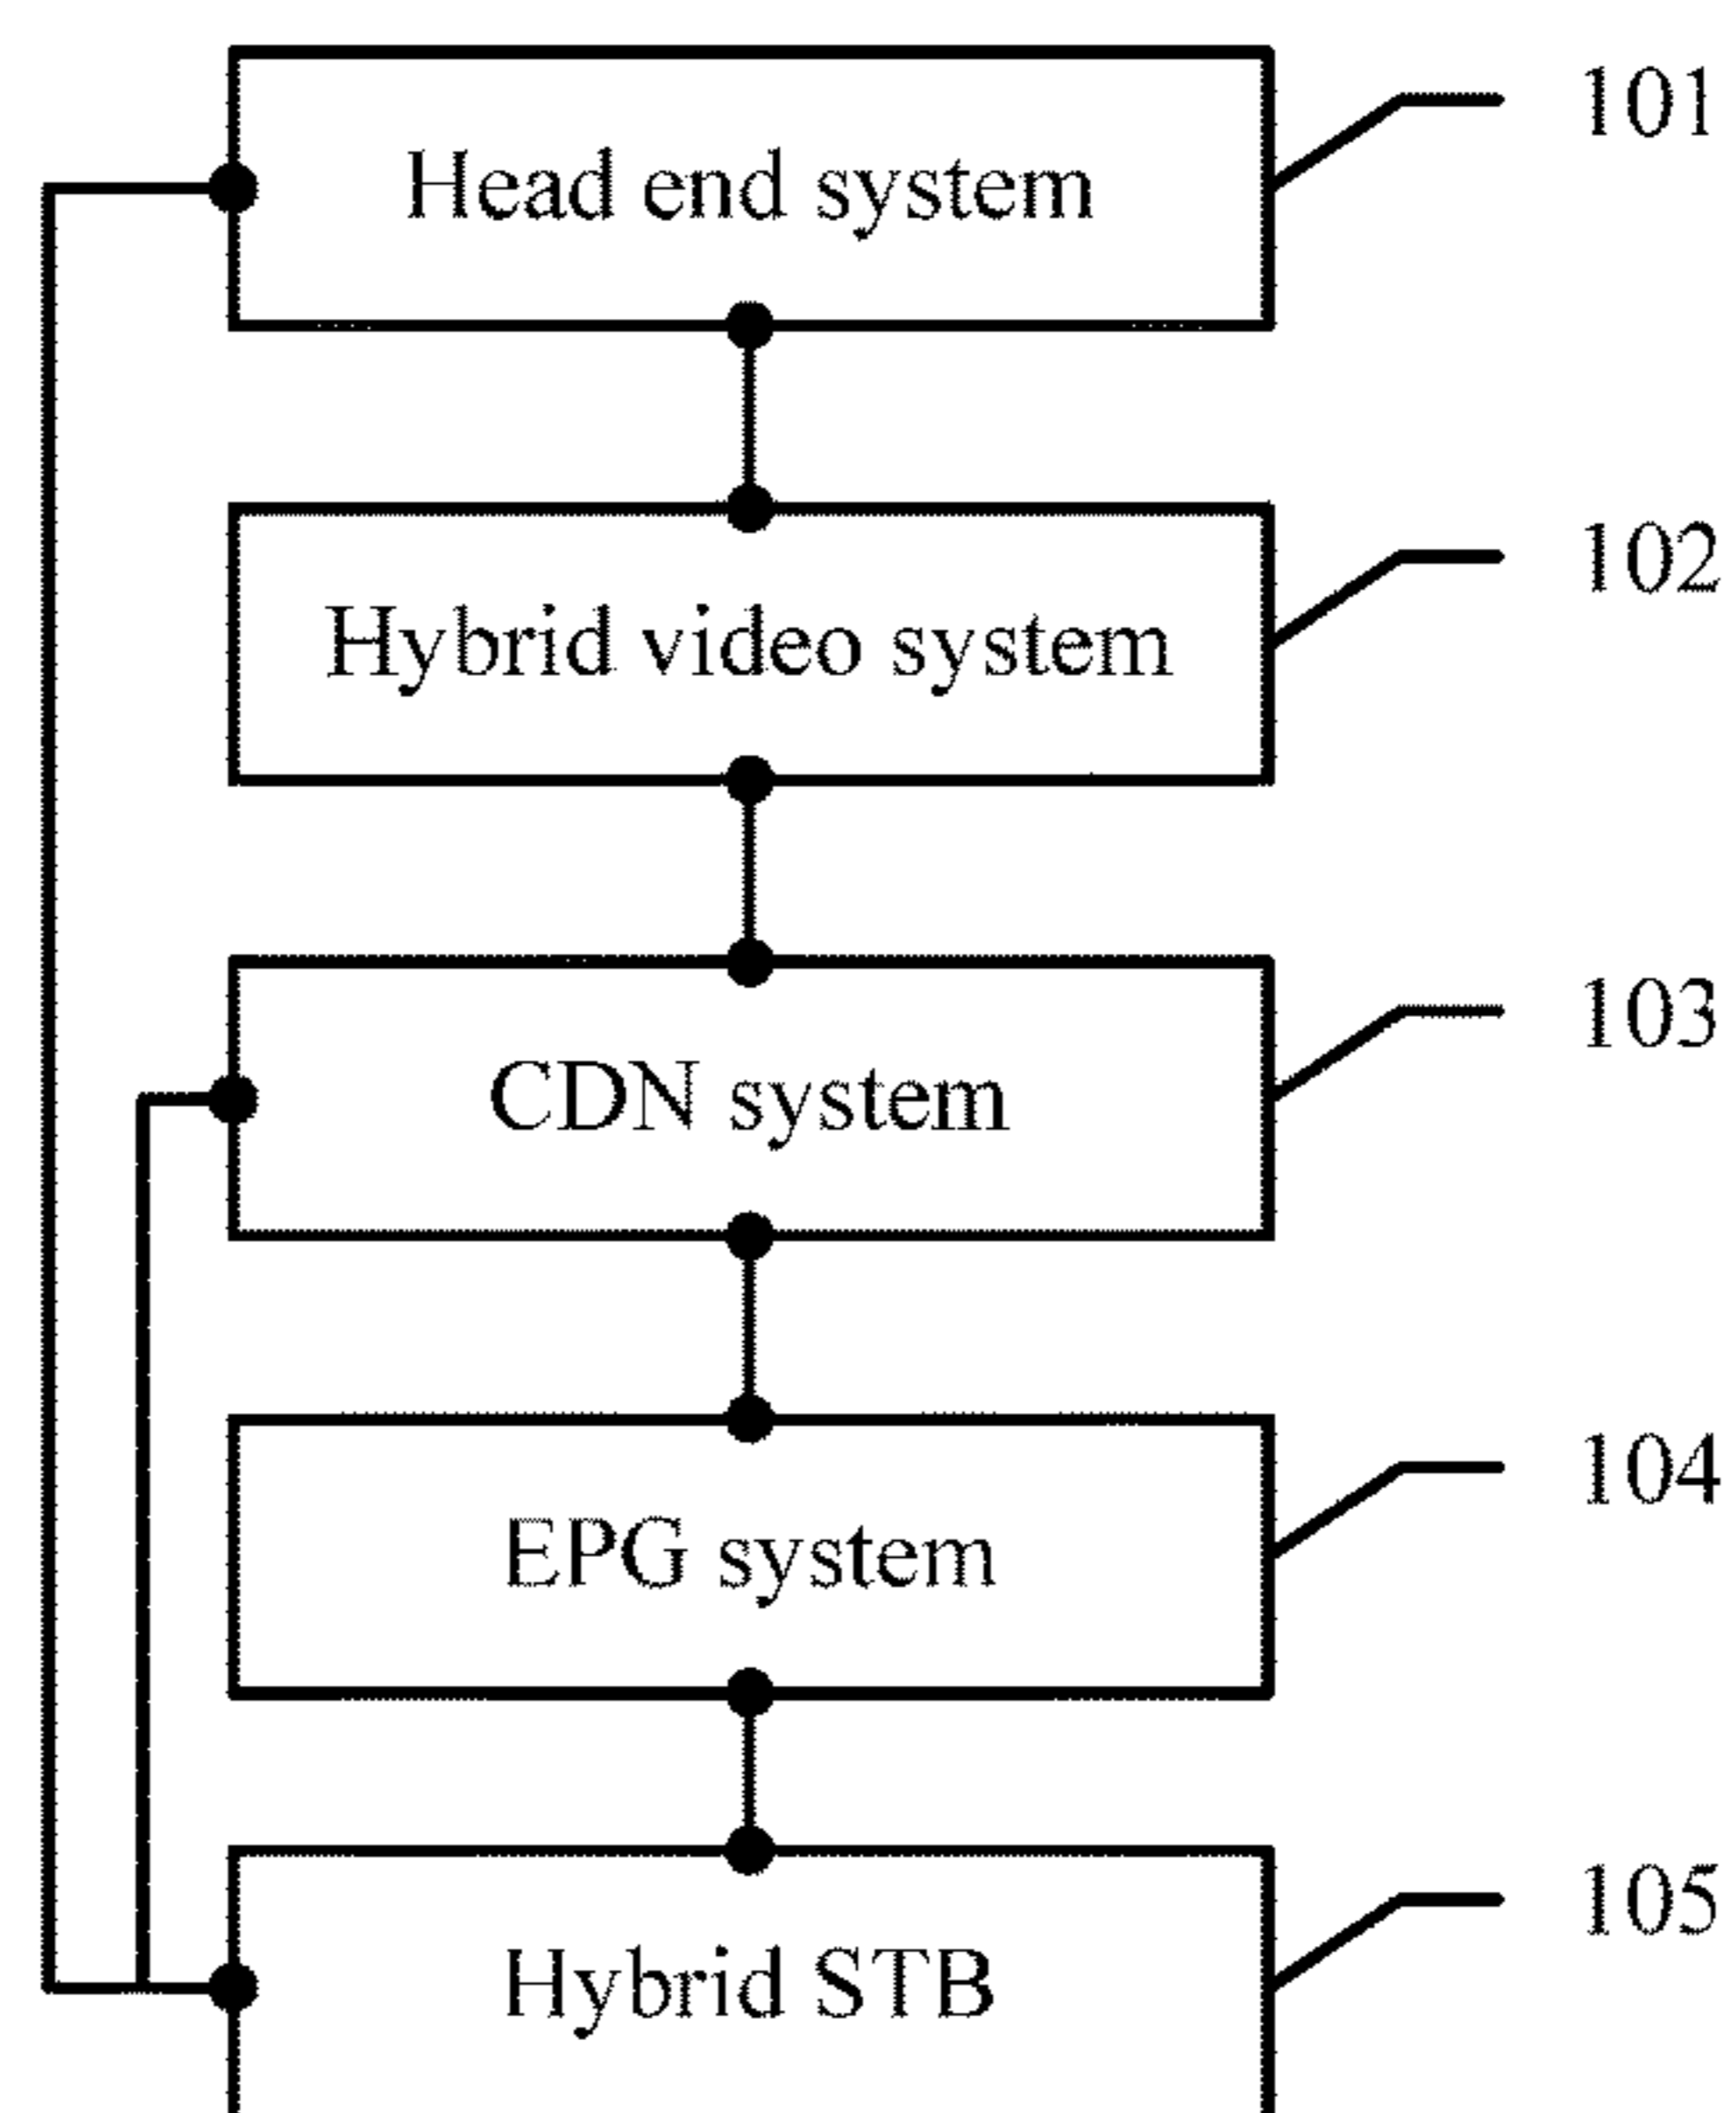 Head end system 101
Hybrid video system 102
CDN system 103
EPG system 104
Hybrid STB 105